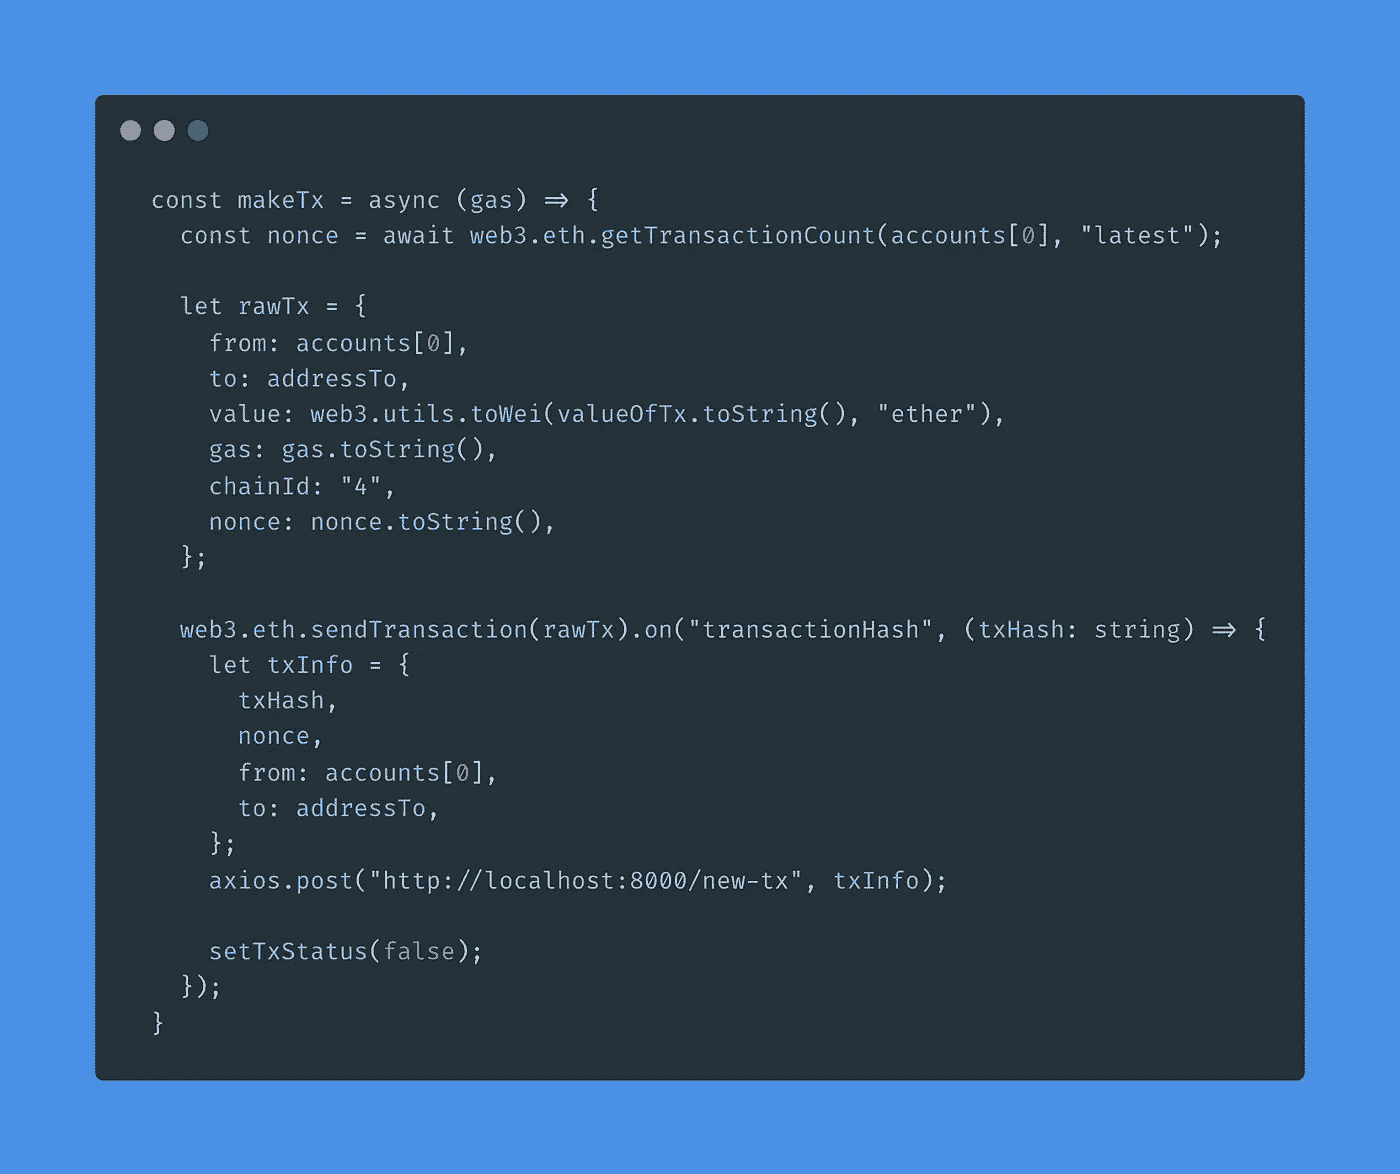 const makeTx = async (gas) => {
  const nonce = await web3.eth.getTransactionCount(accounts[0], "latest");

  let rawTx = {
    from: accounts[0],
    to: addressTo,
    value: web3.utils.toWei(valueOfTx.toString(), "ether"),
    gas: gas.toString(),
    chainId: "4",
    nonce: nonce.toString(),
  };

  web3.eth.sendTransaction(rawTx).on("transactionHash", (txHash: string) => {
    let txInfo = {
      txHash,
      nonce,
      from: accounts[0],
      to: addressTo,
    };
    axios.post("http://localhost:8000/new-tx", txInfo);

    setTxStatus(false);
  });
}